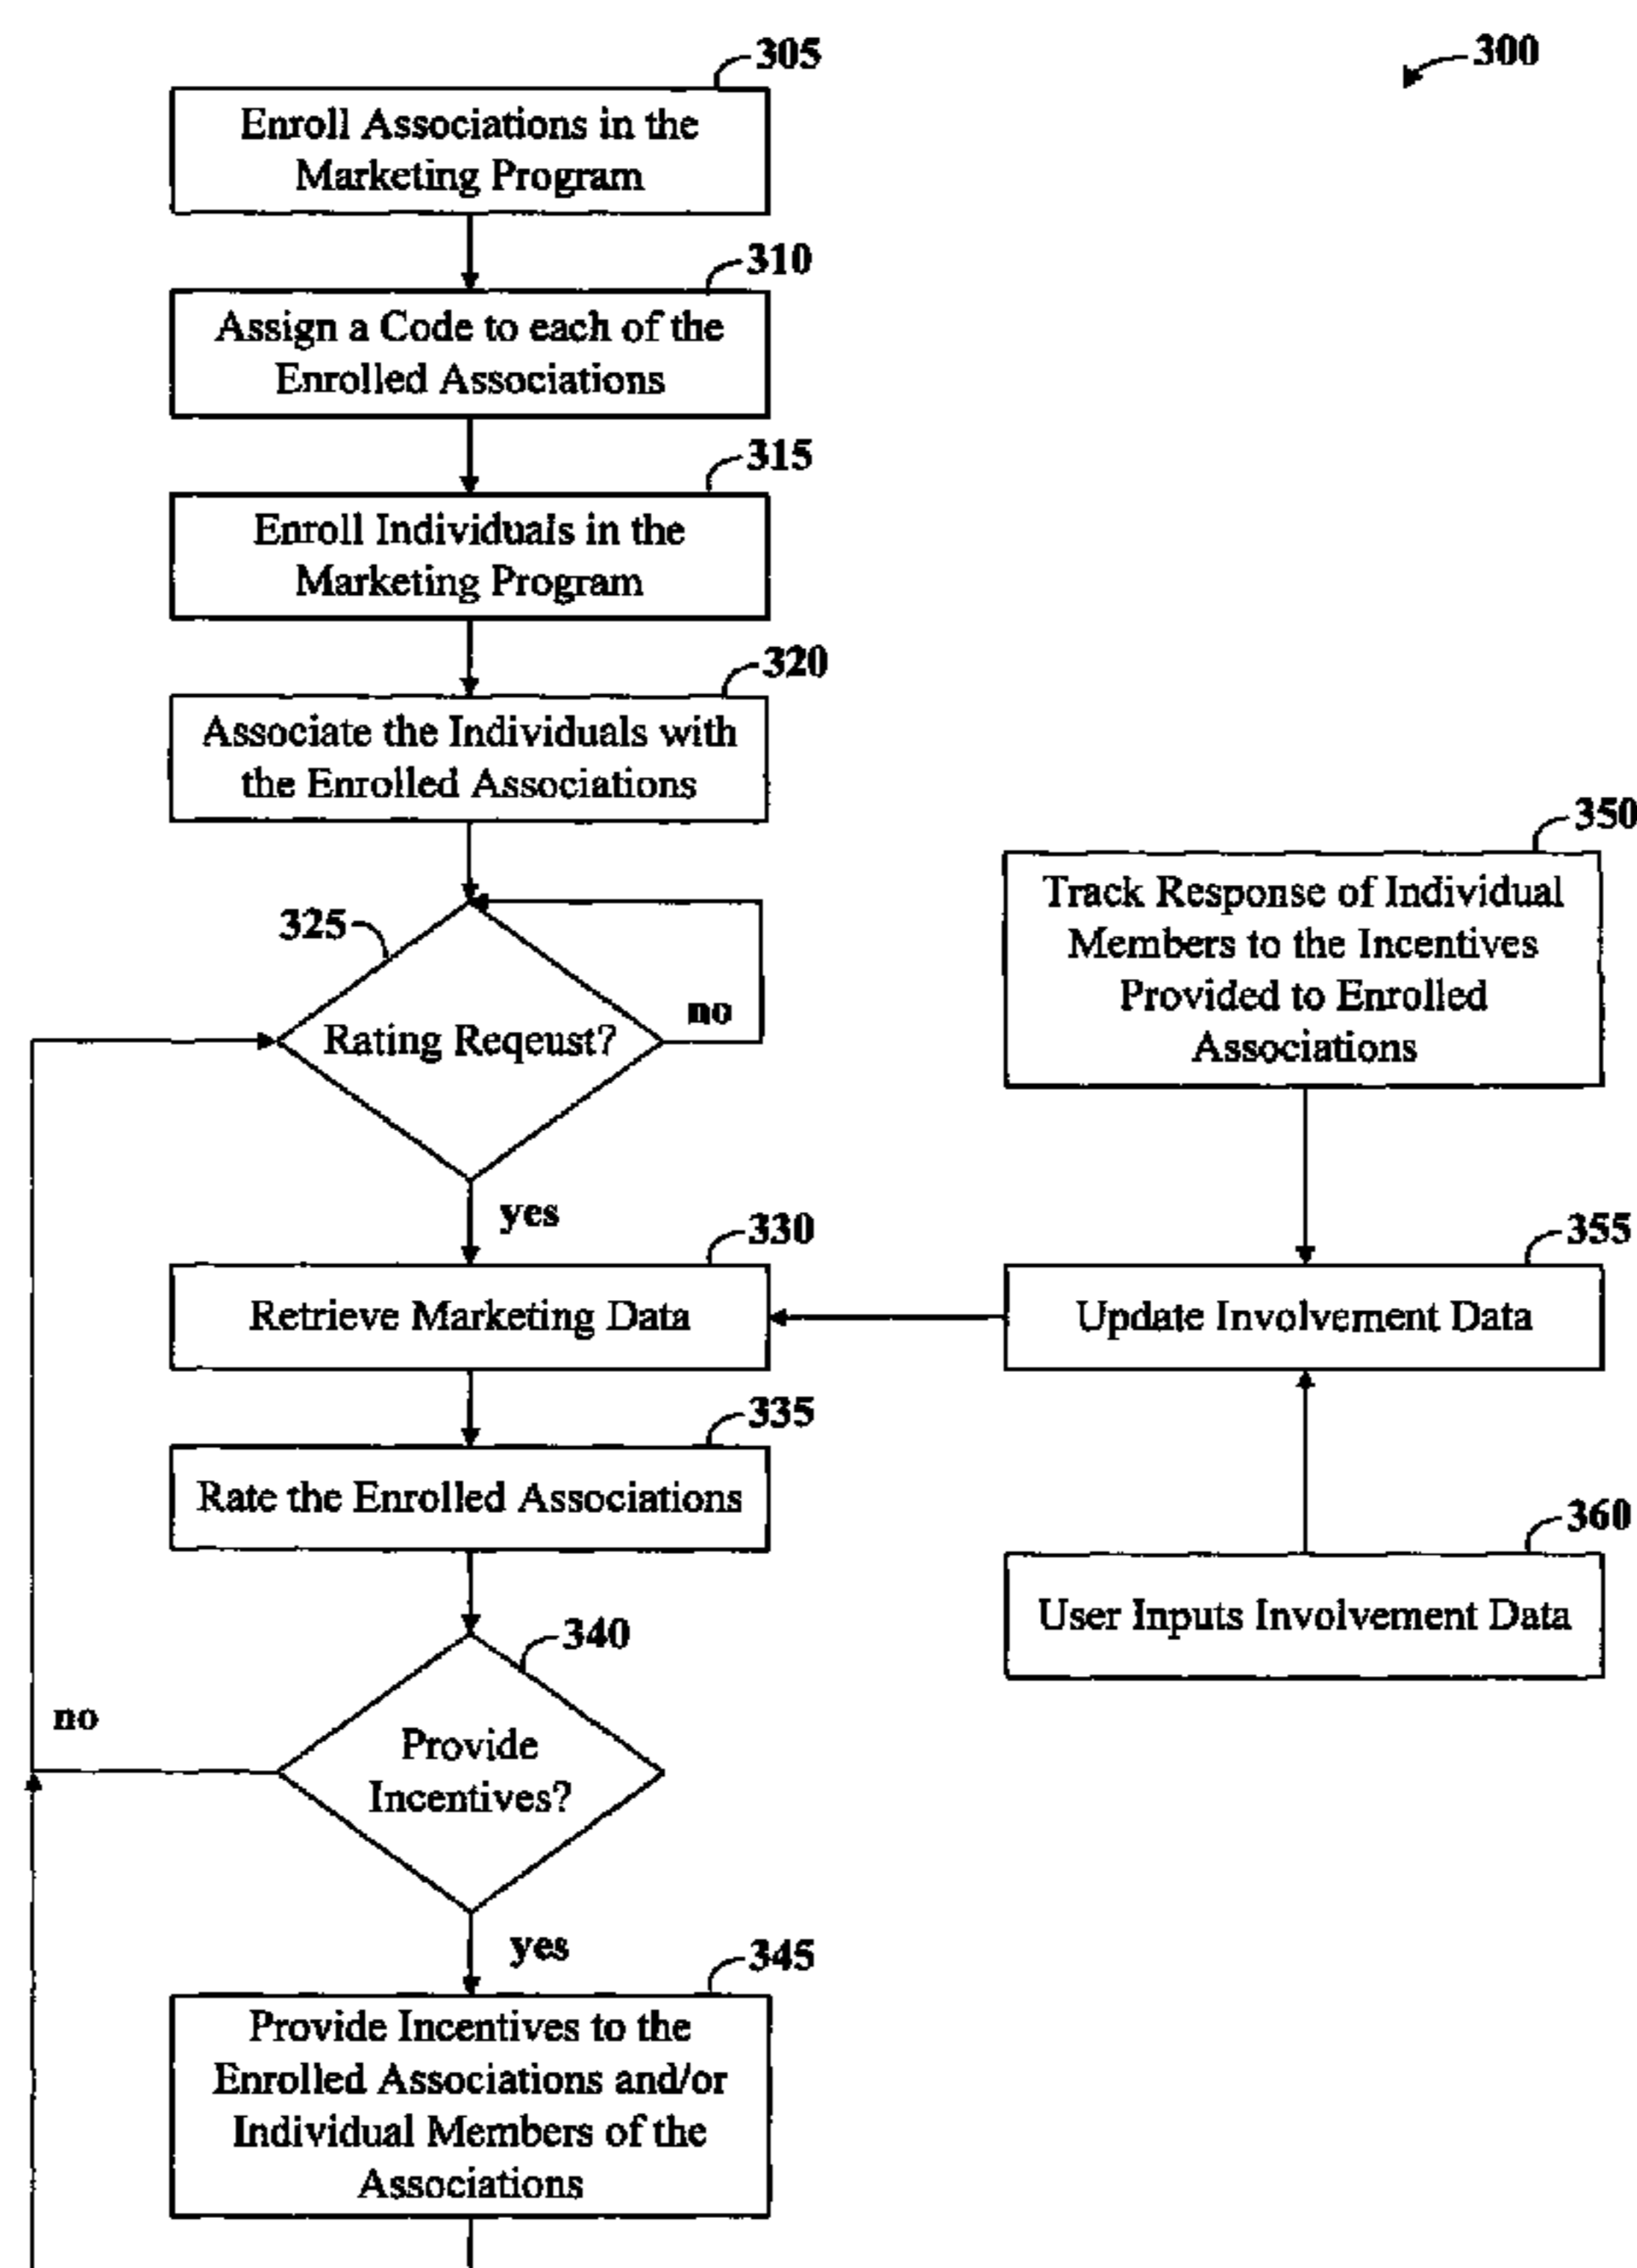 305
300
Enroll Associations in the
Marketing Program
310
Assign a Code to each of the
Enrolled Associations
315
Enroll Individuals in the
Marketing Program
320
Associate the Individuals with
the Enrolled Associations
325
Rating Reqeust?
no
yes
350
Track Response of Individual
Members to the Incentives
Provided to Enrolled
Associations
330
Retrieve Marketing Data
355
Update Involvement Data
335
Rate the Enrolled Associations
360
User Inputs Involvement Data
340
Provide
Incentives?
no
yes
345
Provide Incentives to the
Enrolled Associations and/or
Individual Members of the
Associations